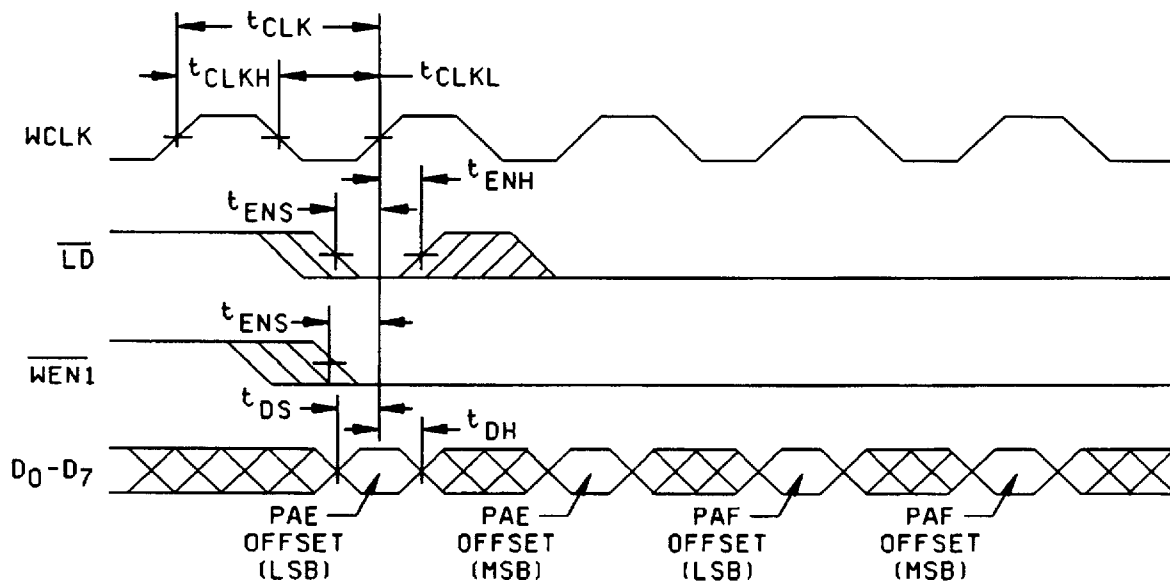 tCLK
tCLKH
tCLKL
WCLK
tENH
tENS
LD
tENS
WEN1
tDS
tDH
D0-D7
PAE
OFFSET
(LSB)
PAE
OFFSET
(MSB)
PAF
OFFSET
(LSB)
PAF
OFFSET
(MSB)